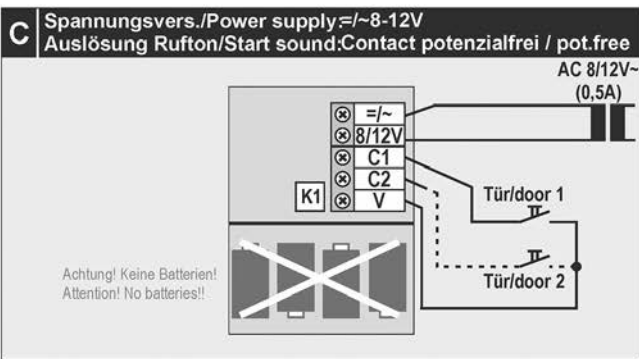 C
Spannungsvers./Power supply:=/~8-12V
Auslösung Rufton/Start sound:Contact potenzialfrei / pot.free
AC 8/12V~
(0,5A)
=/~
8/12V
C1
C2
K1
V
Tür/door 1
Tür/door 2
Achtung! Keine Batterien!
Attention! No batteries!!